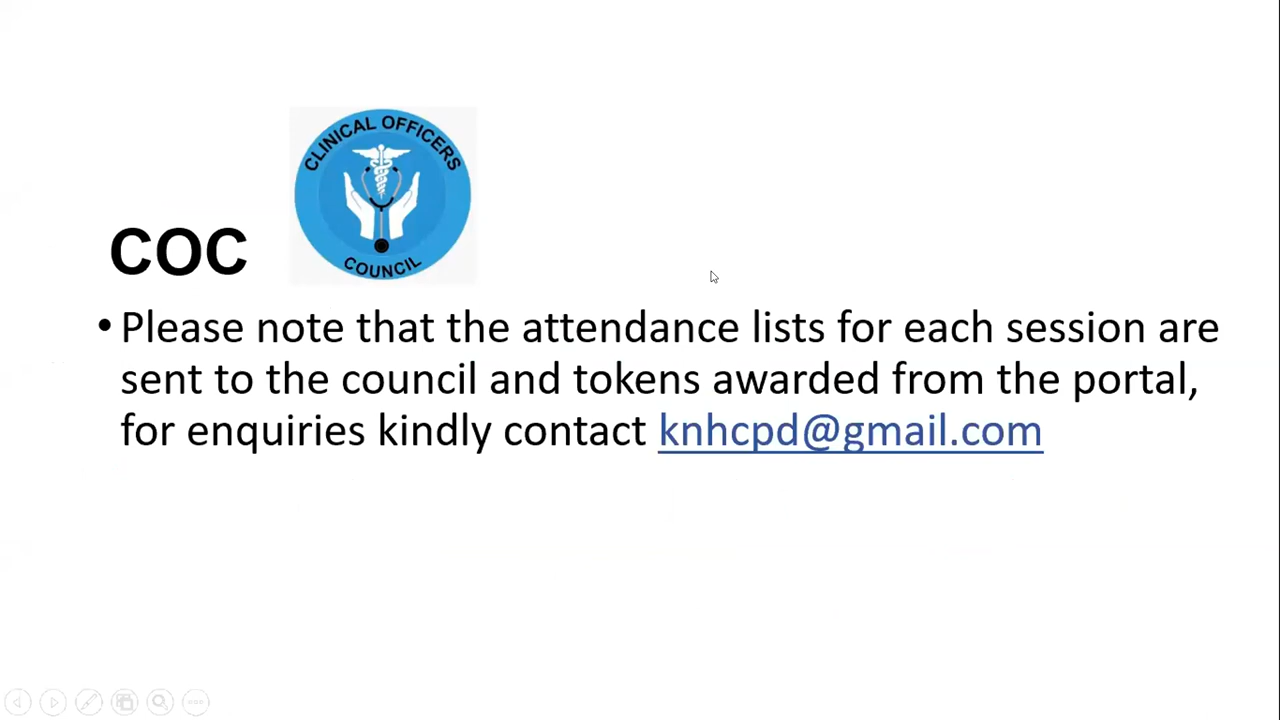 CLINICAL OFFICERS
COUNCIL
COC
• Please note that the attendance lists for each session are
sent to the council and tokens awarded from the portal,
for enquiries kindly contact knhcpd@gmail.com